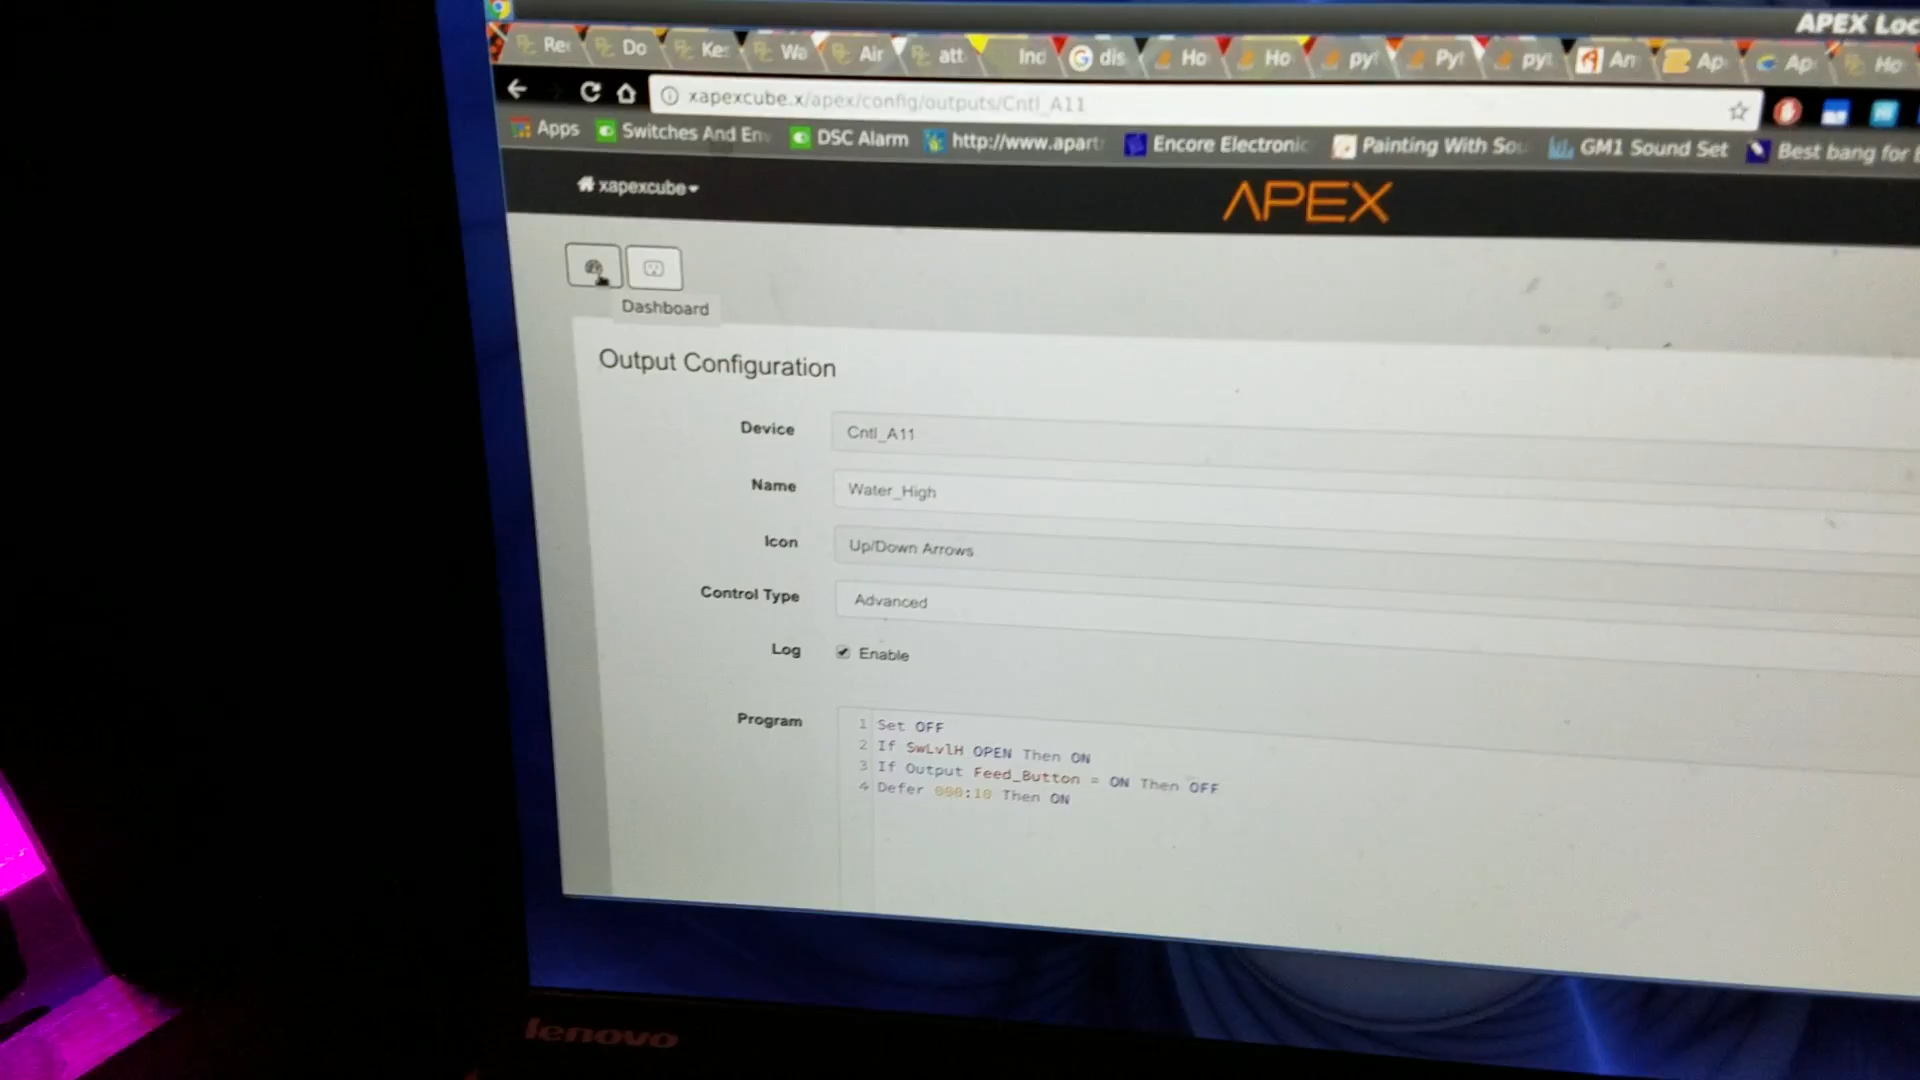 APEX Loc
Re Do Kes Wa Air att Ind dis Ho Ho pyt Pyt pyt An Ap Ap Ho
xapexcube.x/apex/config/outputs/Cntl_A11
Apps Switches And En DSC Alarm http://www.apart Encore Electronic Painting With Sou GM1 Sound Set Best bang for
xapexcube APEX
Dashboard
Output Configuration
Device Cntl_A11
Name Water_High
Icon Up/Down Arrows
Control Type Advanced
Log Enable
Program
1 Set OFF
2 If SwLvlH OPEN Then ON
3 If Output Feed_Button = ON Then OFF
4 Defer 000:10 Then ON
lenovo